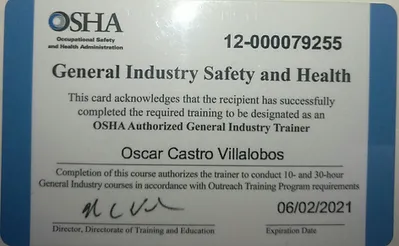 OSHA
Occupational Safety
and Health Administration
12-000079255
General Industry Safety and Health
This card acknowledges that the recipient has successfully
completed the required training to be designated as an
OSHA Authorized General Industry Trainer
Oscar Castro Villalobos
Completion of this course authorizes the trainer to conduct 10- and 30-hour
General Industry courses in accordance with Outreach Training Program requirements
06/02/2021
Director, Directorate of Training and Education
Expiration Date